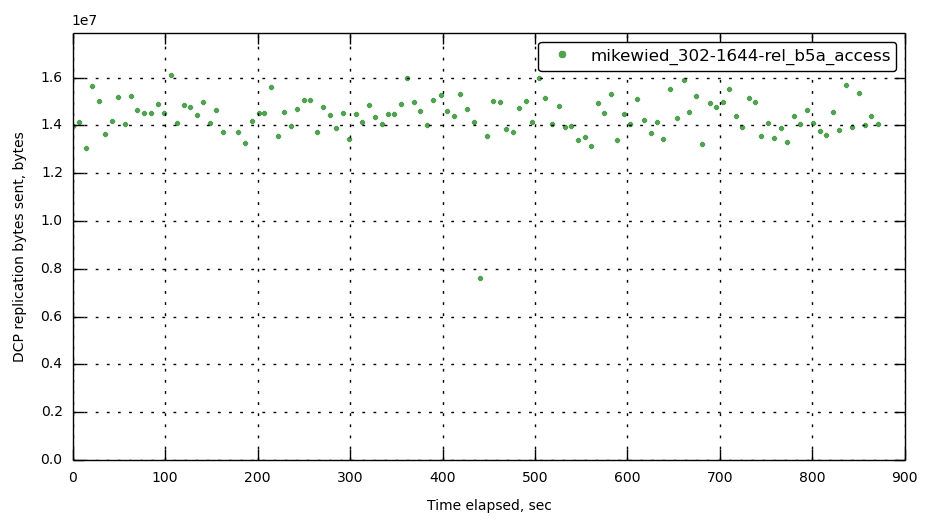 1e7
mikewied_302-1644-rel_b5a_access
1.6
1.4
1.2
1.0
0.8
0.6
0.4
0.2
0.0
DCP replication bytes sent, bytes
0 100 200 300 400 500 600 700 800 900
Time elapsed, sec